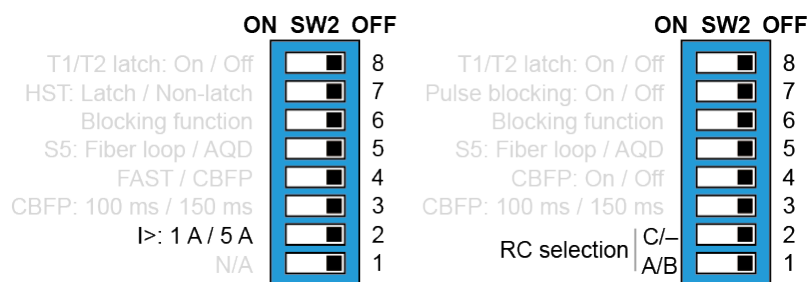 ON SW2 OFF
T1/T2 latch: On / Off 8
HST: Latch / Non-latch 7
Blocking function 6
S5: Fiber loop / AQD 5
FAST / CBFP 4
CBFP: 100 ms / 150 ms 3
I>: 1 A / 5 A 2
N/A 1
ON SW2 OFF
T1/T2 latch: On / Off 8
Pulse blocking: On / Off 7
Blocking function 6
S5: Fiber loop / AQD 5
CBFP: On / Off 4
CBFP: 100 ms / 150 ms 3
RC selection C/– 2
A/B 1